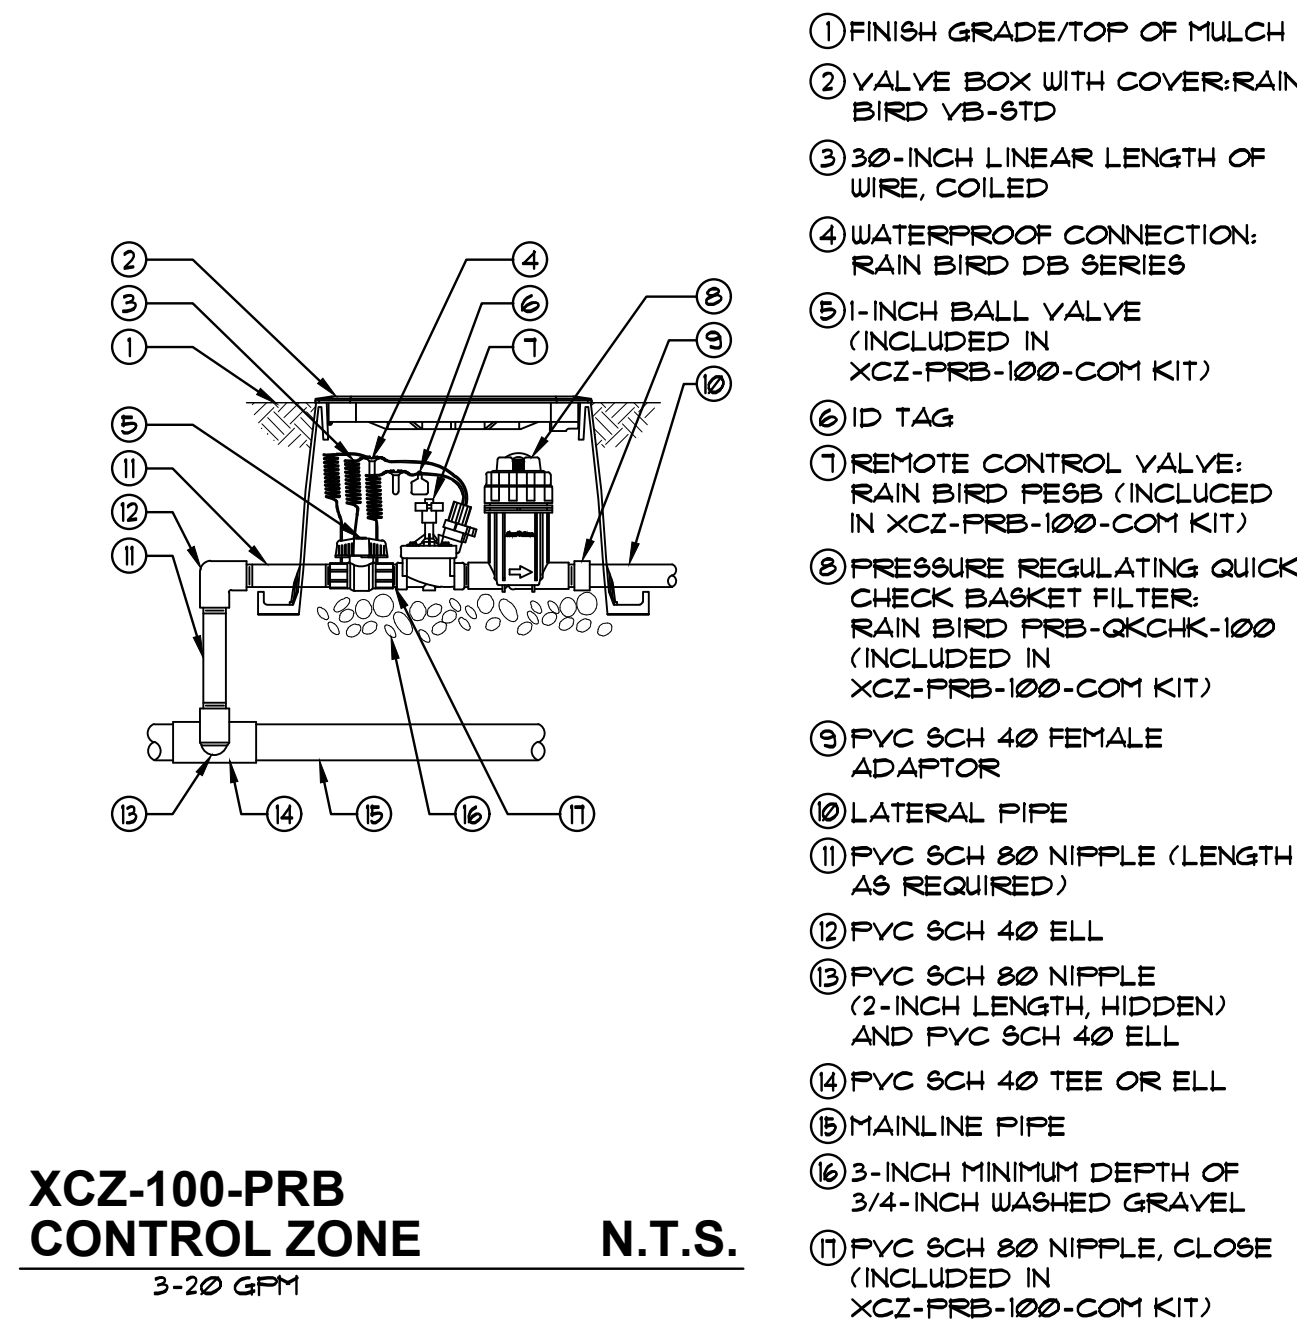 1 FINISH GRADE/TOP OF MULCH
2 VALVE BOX WITH COVER:RAIN
BIRD VB-STD
3 30-INCH LINEAR LENGTH OF
WIRE, COILED
4 WATERPROOF CONNECTION:
RAIN BIRD DB SERIES
5 1-INCH BALL VALVE
(INCLUDED IN
XCZ-PRB-100-COM KIT)
6 ID TAG
7 REMOTE CONTROL VALVE:
RAIN BIRD PESB (INCLUCED
IN XCZ-PRB-100-COM KIT)
8 PRESSURE REGULATING QUICK
CHECK BASKET FILTER:
RAIN BIRD PRB-QKCHK-100
(INCLUDED IN
XCZ-PRB-100-COM KIT)
9 PVC SCH 40 FEMALE
ADAPTOR
10 LATERAL PIPE
11 PVC SCH 80 NIPPLE (LENGTH
AS REQUIRED)
12 PVC SCH 40 ELL
13 PVC SCH 80 NIPPLE
(2-INCH LENGTH, HIDDEN)
AND PVC SCH 40 ELL
14 PVC SCH 40 TEE OR ELL
15 MAINLINE PIPE
16 3-INCH MINIMUM DEPTH OF
3/4-INCH WASHED GRAVEL
17 PVC SCH 80 NIPPLE, CLOSE
(INCLUDED IN
XCZ-PRB-100-COM KIT)
2
3
1
5
11
12
11
4
6
7
8
9
10
13
14
15
16
17
XCZ-100-PRB
CONTROL ZONE N.T.S.
3-20 GPM